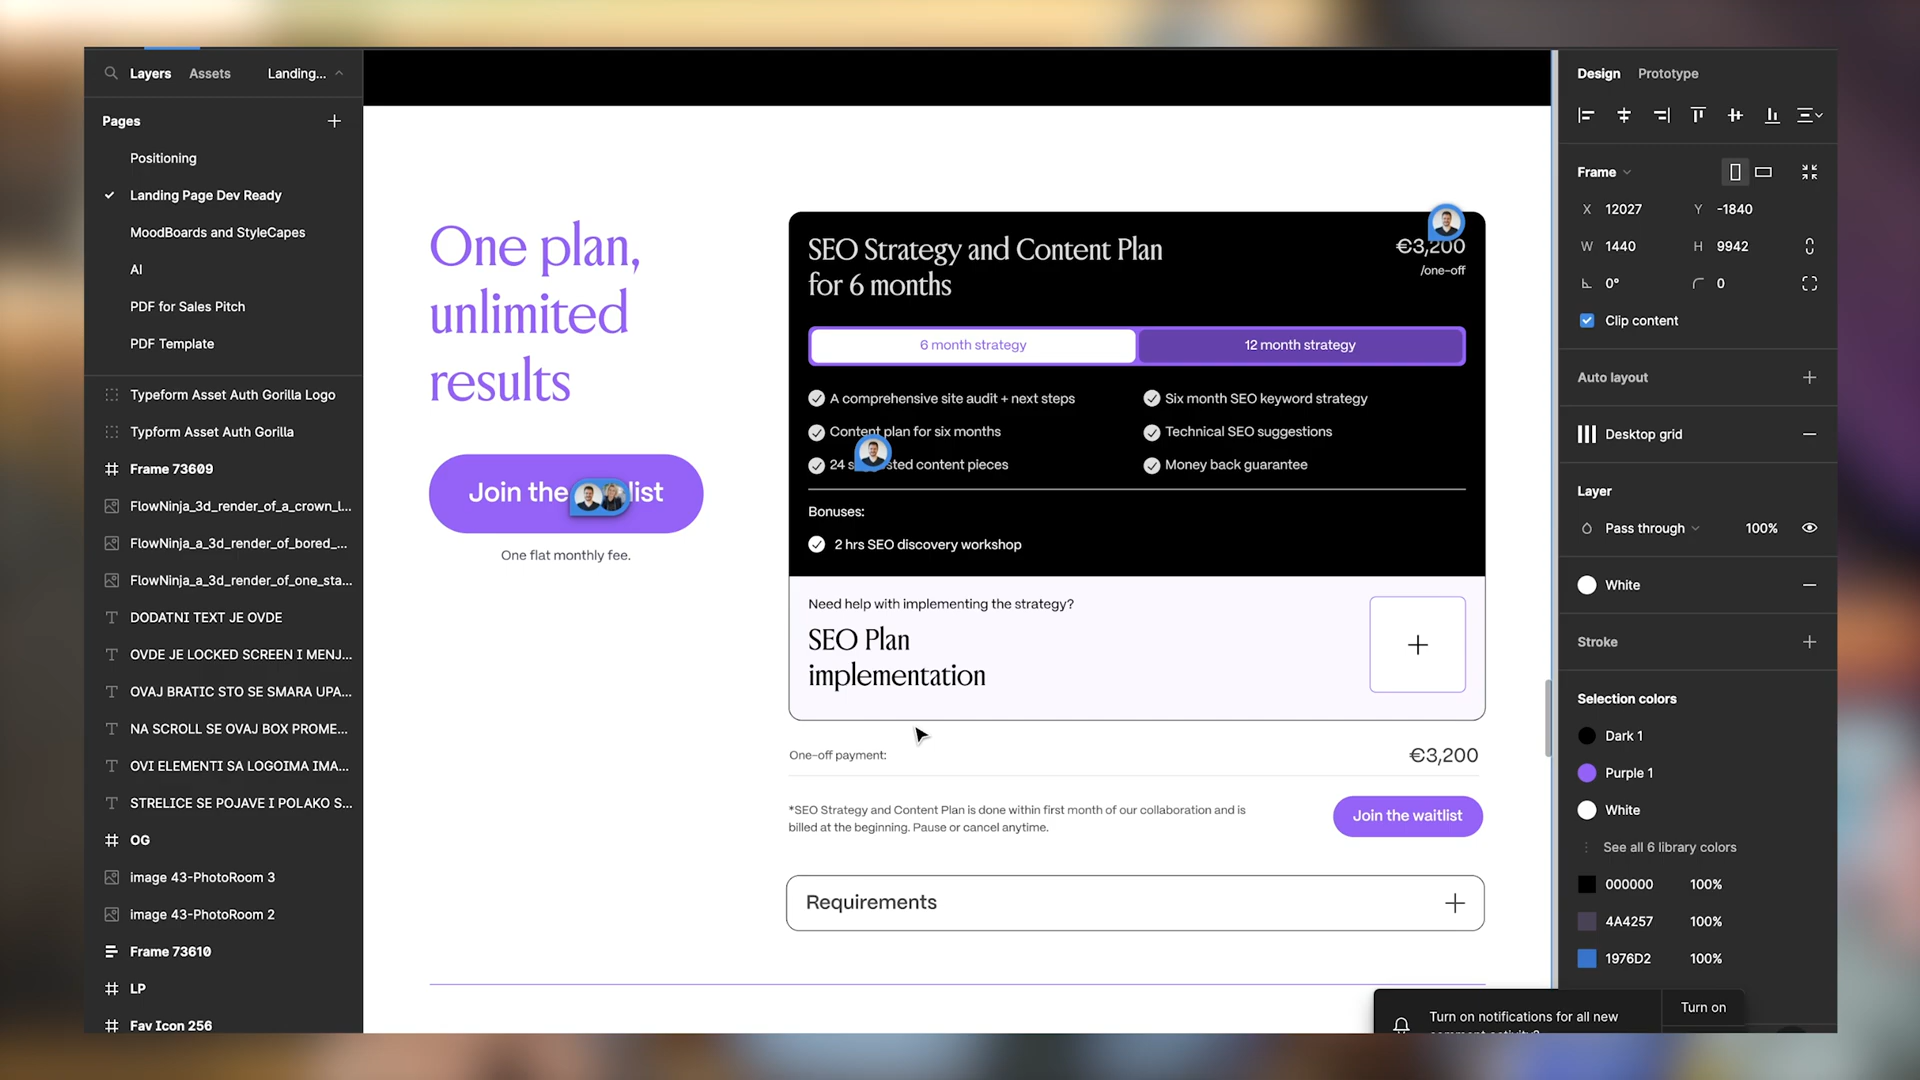 Layers
Assets
Landing...
Pages
Positioning
Landing Page Dev Ready
MoodBoards and StyleCapes
AI
PDF for Sales Pitch
PDF Template
Typeform Asset Auth Gorilla Logo
Typform Asset Auth Gorilla
Frame 73609
FlowNinja_3d_render_of_a_crown_l...
FlowNinja_a_3d_render_of_bored_...
FlowNinja_a_3d_render_of_one_sta...
DODATNI TEXT JE OVDE
OVDE JE LOCKED SCREEN I MENJ...
OVAJ BRATIC STO SE SMARA UPA...
NA SCROLL SE OVAJ BOX PROME...
OVI ELEMENTI SA LOGOIMA IMA...
STRELICE SE POJAVE I POLAKO S...
OG
image 43-PhotoRoom 3
image 43-PhotoRoom 2
Frame 73610
LP
Fav Icon 256
One plan,
unlimited
results
Join the list
One flat monthly fee.
SEO Strategy and Content Plan
for 6 months
€3,200
/one-off
6 month strategy
12 month strategy
A comprehensive site audit + next steps
Six month SEO keyword strategy
Content plan for six months
Technical SEO suggestions
24 content pieces
Money back guarantee
Bonuses:
2 hrs SEO discovery workshop
Need help with implementing the strategy?
SEO Plan
implementation
One-off payment:
€3,200
*SEO Strategy and Content Plan is done within first month of our collaboration and is
billed at the beginning. Pause or cancel anytime.
Join the waitlist
Requirements
Design
Prototype
Frame
X 12027
Y -1840
W 1440
H 9942
0°
0
Clip content
Auto layout
Desktop grid
Layer
Pass through
100%
White
Stroke
Selection colors
Dark 1
Purple 1
White
See all 6 library colors
000000 100%
4A4257 100%
1976D2 100%
Turn on notifications for all new
Turn on